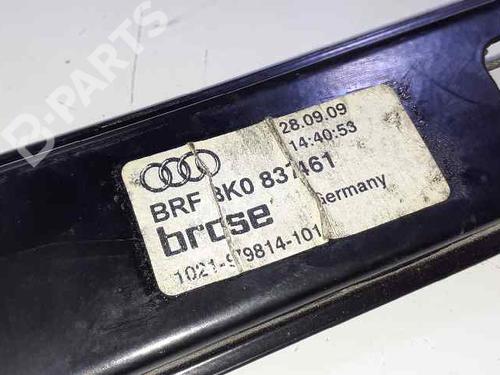 B-PARTS
28.09.09
14:40:53
BRF 8K0 837461
brose
Germany
1021-979814-101